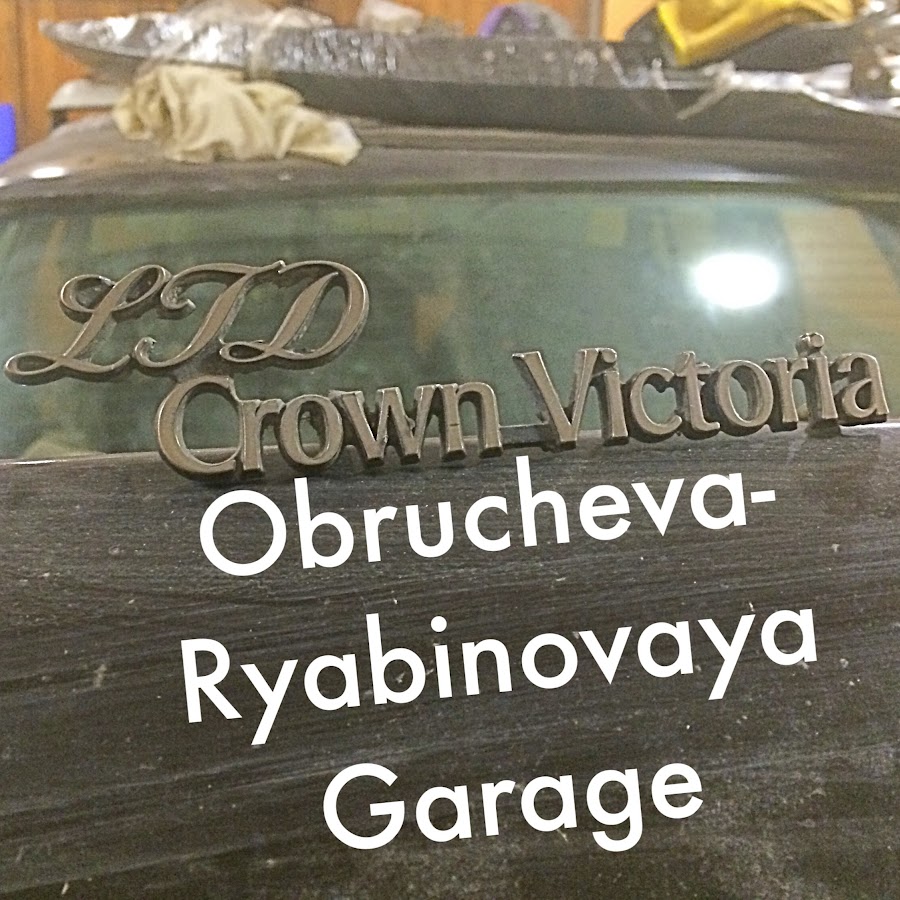 LTD
Crown Victoria
Obrucheva-
Ryabinovaya
Garage